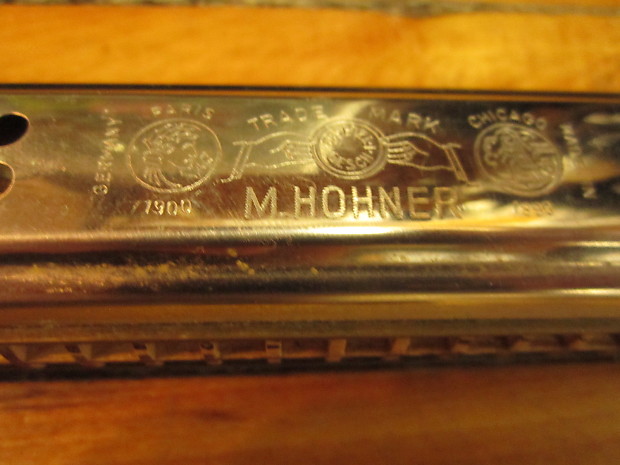 GERMANY
PARIS
1900
TRADE MARK
M.HOHNER
CHICAGO